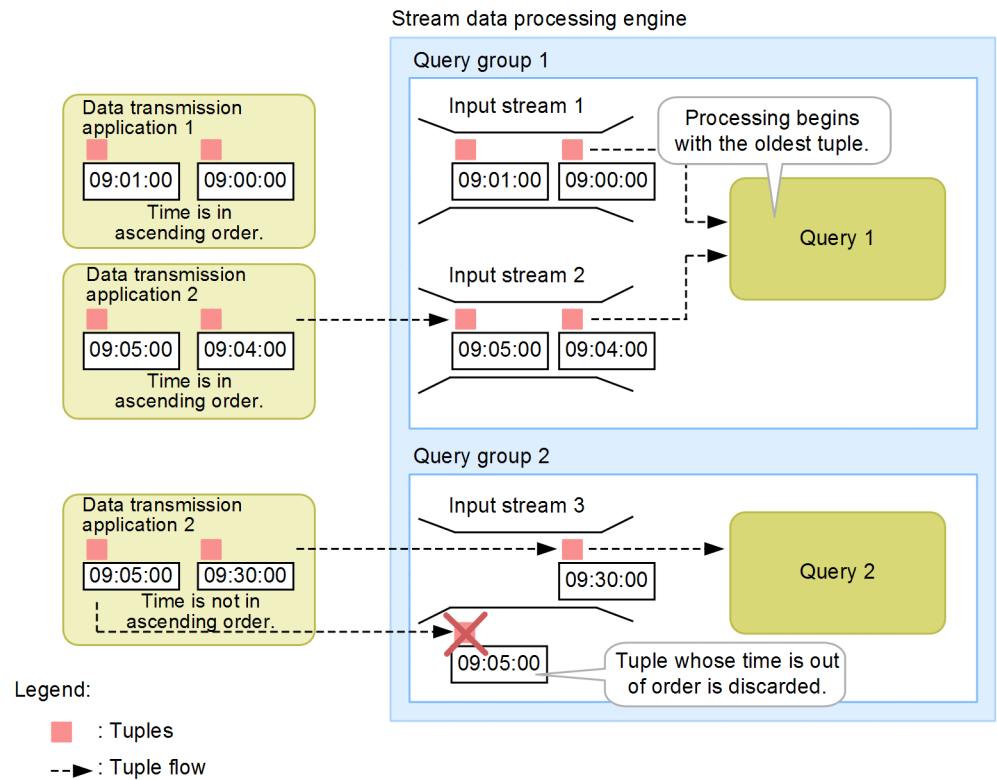 Stream data processing engine
Query group 1
Data transmission
application 1
09:01:00
09:00:00
Time is in
ascending order.
Input stream 1
09:01:00
09:00:00
Processing begins
with the oldest tuple.
Query 1
Data transmission
application 2
09:05:00
09:04:00
Time is in
ascending order.
Input stream 2
09:05:00
09:04:00
Query group 2
Data transmission
application 2
09:05:00
09:30:00
Time is not in
ascending order.
Input stream 3
09:30:00
Query 2
09:05:00
Tuple whose time is out
of order is discarded.
Legend:
: Tuples
: Tuple flow